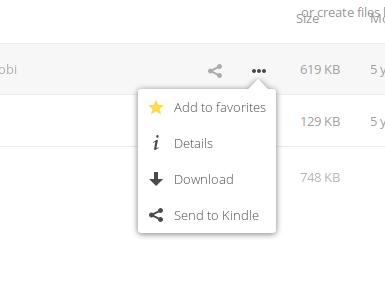 or create files
Size Mo
obi 619 KB 5 y
Add to favorites
129 KB 5 y
Details
Download
748 KB
Send to Kindle